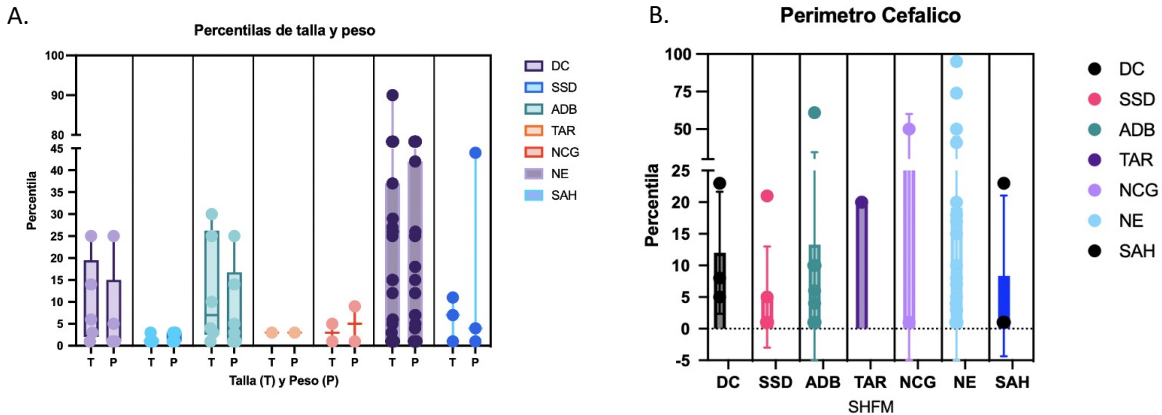 A.
Percentilas de talla y peso
Percentila
100
90
80
45
40
35
30
25
20
15
10
5
0
T P T P T P T P T P T P T P
Talla (T) y Peso (P)
DC
SSD
ADB
TAR
NCG
NE
SAH
B.
Perimetro Cefalico
Percentila
100
75
50
25
20
15
10
5
0
-5
DC SSD ADB TAR NCG NE SAH
SHFM
DC
SSD
ADB
TAR
NCG
NE
SAH